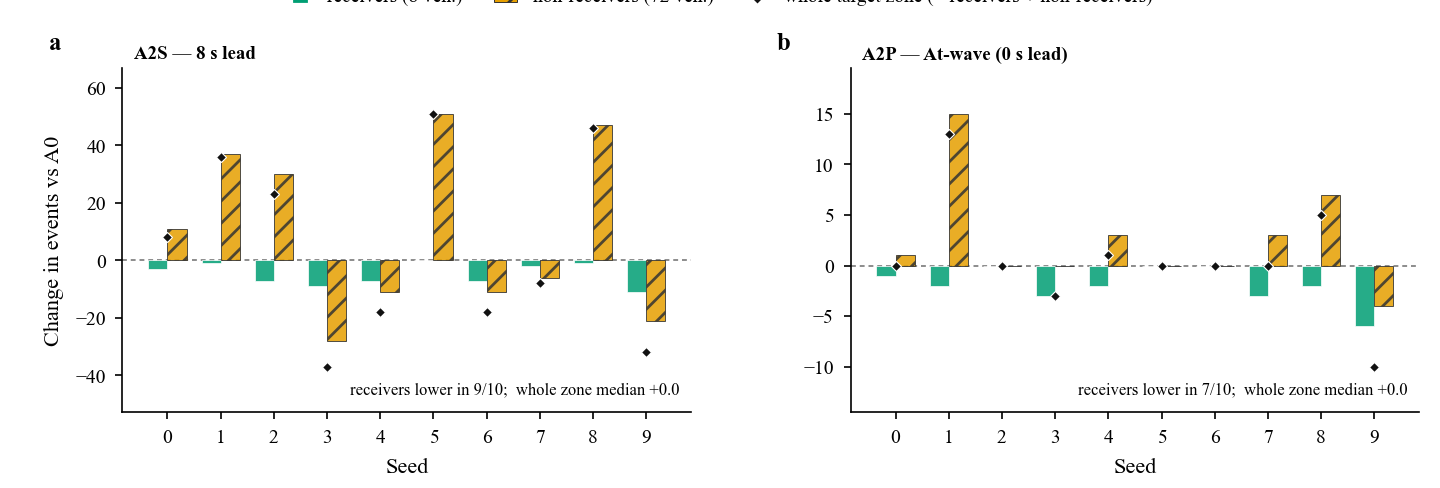 a
A2S — 8 s lead
60
40
20
0
−20
−40
Change in events vs A0
receivers lower in 9/10;  whole zone median +0.0
0 1 2 3 4 5 6 7 8 9
Seed
b
A2P — At-wave (0 s lead)
15
10
5
0
−5
−10
receivers lower in 7/10;  whole zone median +0.0
0 1 2 3 4 5 6 7 8 9
Seed